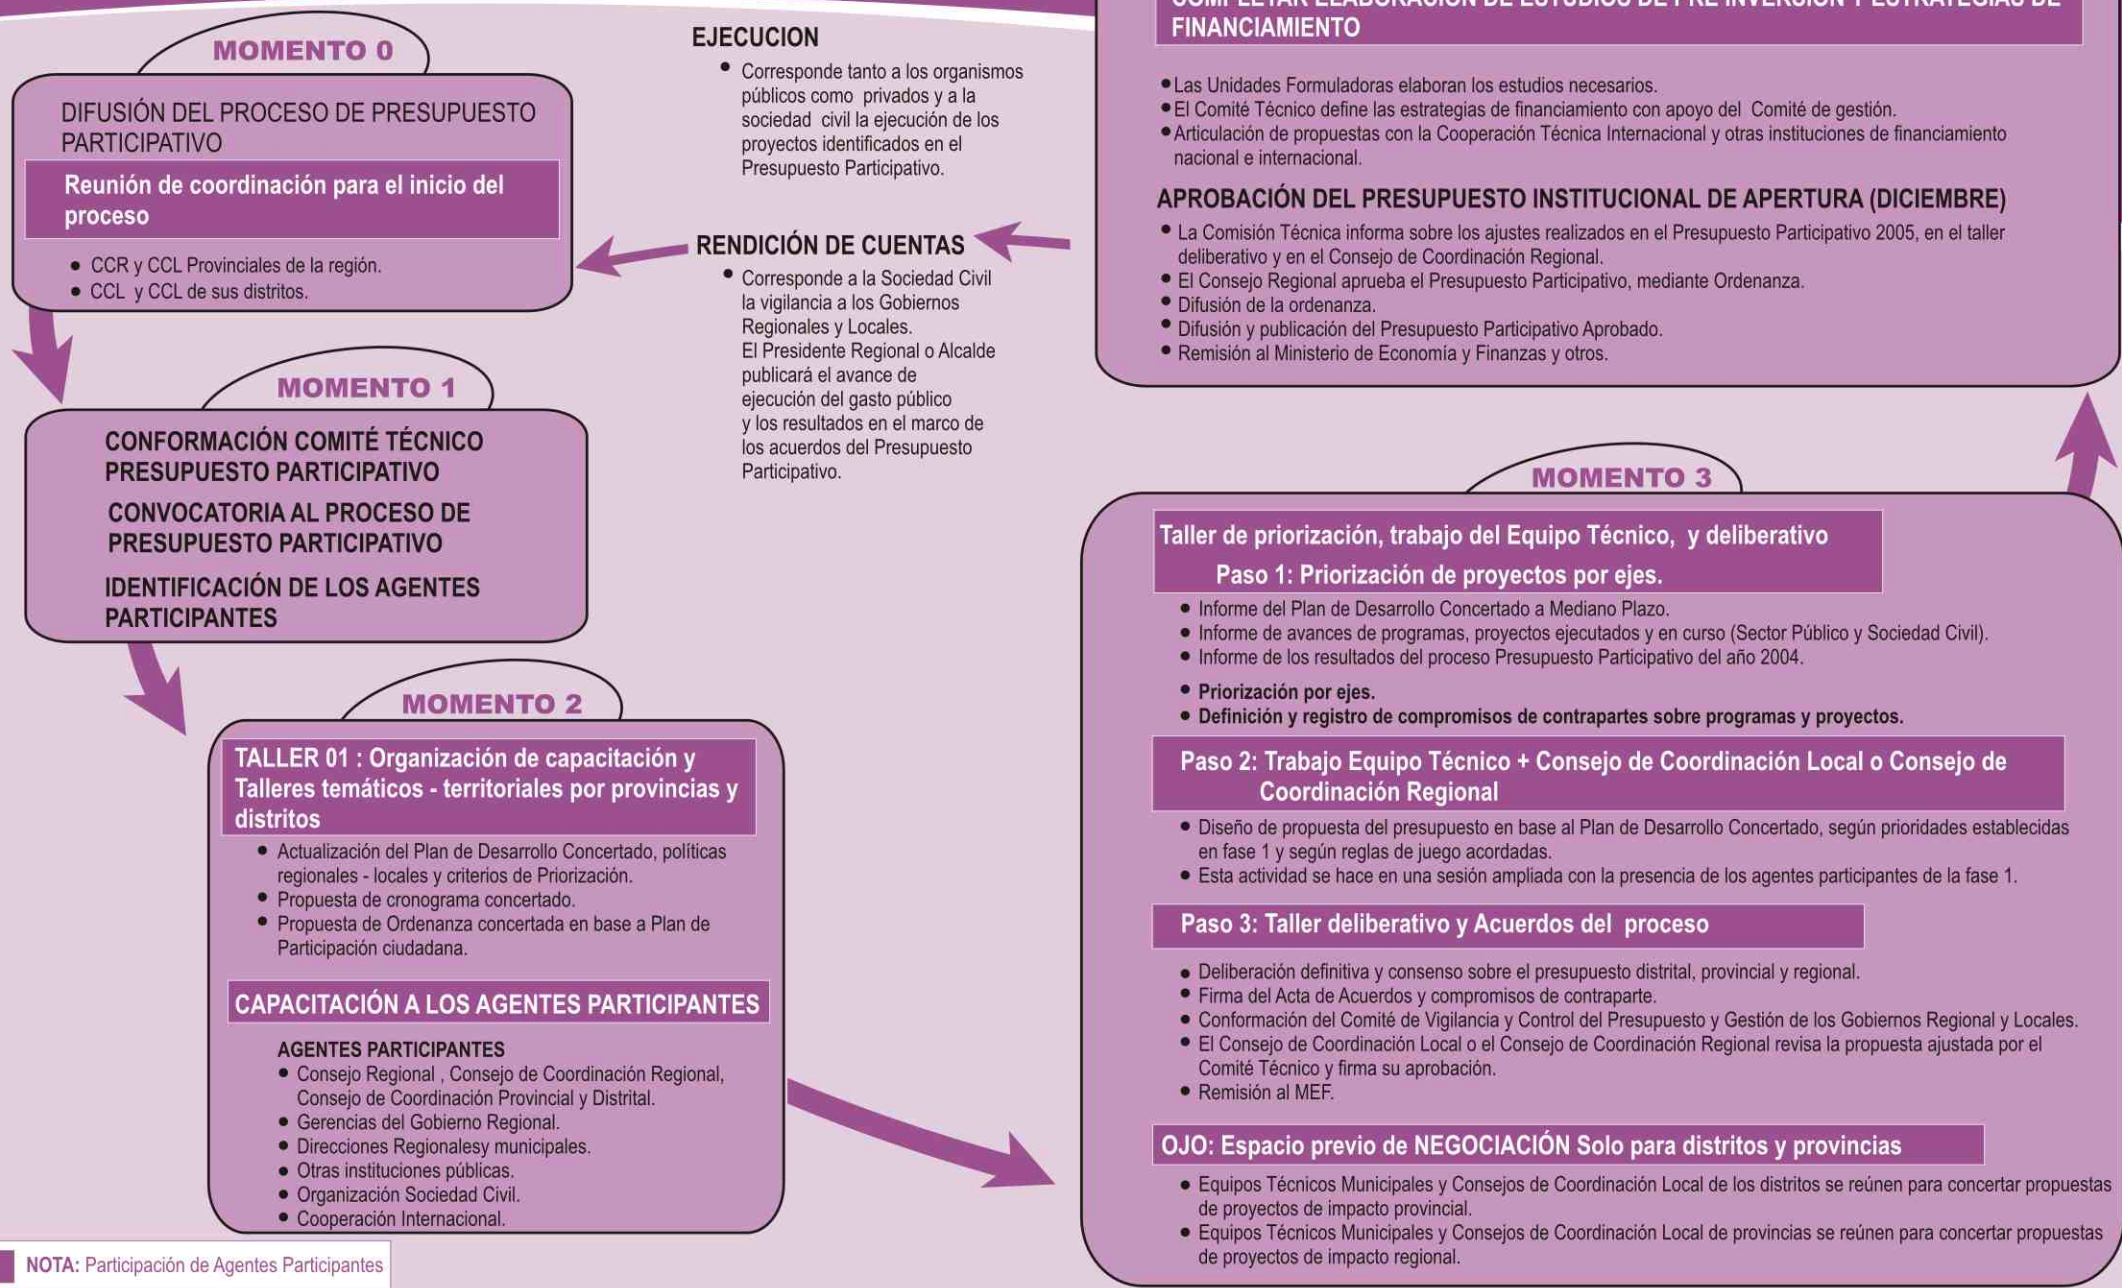 MOMENTO 0
DIFUSIÓN DEL PROCESO DE PRESUPUESTO
PARTICIPATIVO
Reunión de coordinación para el inicio del
proceso
• CCR y CCL Provinciales de la región.
• CCL y CCL de sus distritos.
MOMENTO 1
CONFORMACIÓN COMITÉ TÉCNICO
PRESUPUESTO PARTICIPATIVO
CONVOCATORIA AL PROCESO DE
PRESUPUESTO PARTICIPATIVO
IDENTIFICACIÓN DE LOS AGENTES
PARTICIPANTES
MOMENTO 2
TALLER 01 : Organización de capacitación y
Talleres temáticos - territoriales por provincias y
distritos
• Actualización del Plan de Desarrollo Concertado, políticas
regionales - locales y criterios de Priorización.
• Propuesta de cronograma concertado.
• Propuesta de Ordenanza concertada en base a Plan de
Participación ciudadana.
CAPACITACIÓN A LOS AGENTES PARTICIPANTES
AGENTES PARTICIPANTES
• Consejo Regional , Consejo de Coordinación Regional,
Consejo de Coordinación Provincial y Distrital.
• Gerencias del Gobierno Regional.
• Direcciones Regionalesy municipales.
• Otras instituciones públicas.
• Organización Sociedad Civil.
• Cooperación Internacional.
MOMENTO 3
Taller de priorización, trabajo del Equipo Técnico, y deliberativo
Paso 1: Priorización de proyectos por ejes.
• Informe del Plan de Desarrollo Concertado a Mediano Plazo.
• Informe de avances de programas, proyectos ejecutados y en curso (Sector Público y Sociedad Civil).
• Informe de los resultados del proceso Presupuesto Participativo del año 2004.
• Priorización por ejes.
• Definición y registro de compromisos de contrapartes sobre programas y proyectos.
Paso 2: Trabajo Equipo Técnico + Consejo de Coordinación Local o Consejo de
Coordinación Regional
• Diseño de propuesta del presupuesto en base al Plan de Desarrollo Concertado, según prioridades establecidas
en fase 1 y según reglas de juego acordadas.
• Esta actividad se hace en una sesión ampliada con la presencia de los agentes participantes de la fase 1.
Paso 3: Taller deliberativo y Acuerdos del proceso
• Deliberación definitiva y consenso sobre el presupuesto distrital, provincial y regional.
• Firma del Acta de Acuerdos y compromisos de contraparte.
• Conformación del Comité de Vigilancia y Control del Presupuesto y Gestión de los Gobiernos Regional y Locales.
• El Consejo de Coordinación Local o el Consejo de Coordinación Regional revisa la propuesta ajustada por el
Comité Técnico y firma su aprobación.
• Remisión al MEF.
OJO: Espacio previo de NEGOCIACIÓN Solo para distritos y provincias
• Equipos Técnicos Municipales y Consejos de Coordinación Local de los distritos se reúnen para concertar propuestas
de proyectos de impacto provincial.
• Equipos Técnicos Municipales y Consejos de Coordinación Local de provincias se reúnen para concertar propuestas
de proyectos de impacto regional.
COMPLETAR ELABORACIÓN DE ESTUDIOS DE PRE INVERSIÓN Y ESTRATEGIAS DE
FINANCIAMIENTO
• Las Unidades Formuladoras elaboran los estudios necesarios.
• El Comité Técnico define las estrategias de financiamiento con apoyo del Comité de gestión.
• Articulación de propuestas con la Cooperación Técnica Internacional y otras instituciones de financiamiento
nacional e internacional.
APROBACIÓN DEL PRESUPUESTO INSTITUCIONAL DE APERTURA (DICIEMBRE)
• La Comisión Técnica informa sobre los ajustes realizados en el Presupuesto Participativo 2005, en el taller
deliberativo y en el Consejo de Coordinación Regional.
• El Consejo Regional aprueba el Presupuesto Participativo, mediante Ordenanza.
• Difusión de la ordenanza.
• Difusión y publicación del Presupuesto Participativo Aprobado.
• Remisión al Ministerio de Economía y Finanzas y otros.
EJECUCION
• Corresponde tanto a los organismos
públicos como privados y a la
sociedad civil la ejecución de los
proyectos identificados en el
Presupuesto Participativo.
RENDICIÓN DE CUENTAS
• Corresponde a la Sociedad Civil
la vigilancia a los Gobiernos
Regionales y Locales.
El Presidente Regional o Alcalde
publicará el avance de
ejecución del gasto público
y los resultados en el marco de
los acuerdos del Presupuesto
Participativo.
NOTA: Participación de Agentes Participantes